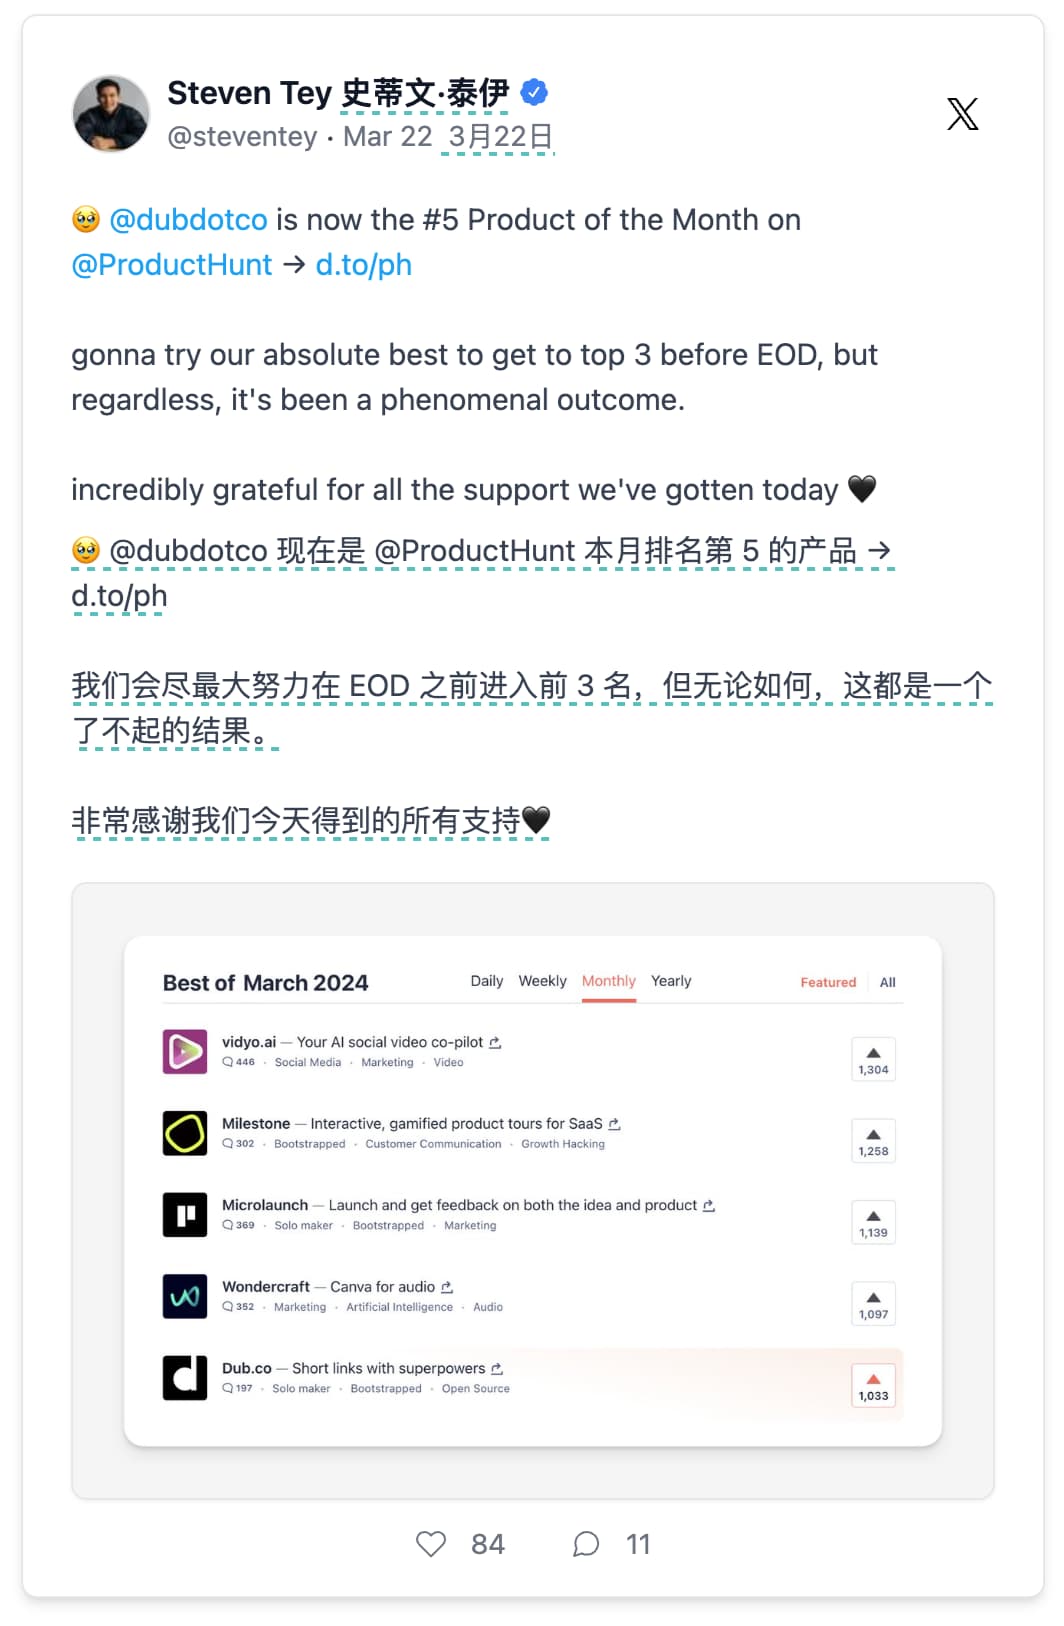 Steven Tey 史蒂文·泰伊
@steventey · Mar 22 3月22日
🥹 @dubdotco is now the #5 Product of the Month on
@ProductHunt → d.to/ph
gonna try our absolute best to get to top 3 before EOD, but
regardless, it's been a phenomenal outcome.
incredibly grateful for all the support we've gotten today 🖤
🥹 @dubdotco 现在是 @ProductHunt 本月排名第 5 的产品 →
d.to/ph
我们会尽最大努力在 EOD 之前进入前 3 名，但无论如何，这都是一个
了不起的结果。
非常感谢我们今天得到的所有支持🖤
Best of March 2024 Daily Weekly Monthly Yearly Featured All
vidyo.ai — Your AI social video co-pilot
446 · Social Media · Marketing · Video
1,304
Milestone — Interactive, gamified product tours for SaaS
302 · Bootstrapped · Customer Communication · Growth Hacking
1,258
Microlaunch — Launch and get feedback on both the idea and product
369 · Solo maker · Bootstrapped · Marketing
1,139
Wondercraft — Canva for audio
352 · Marketing · Artificial Intelligence · Audio
1,097
Dub.co — Short links with superpowers
197 · Solo maker · Bootstrapped · Open Source
1,033
84 11